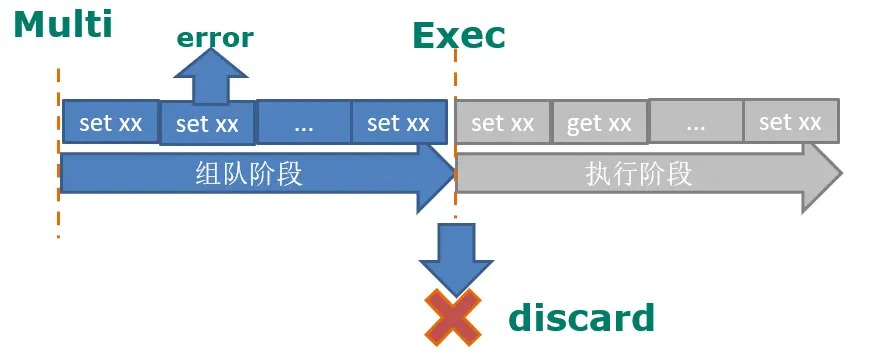 Multi
error
Exec
set xx set xx ... set xx set xx get xx ... set xx
组队阶段 执行阶段
discard